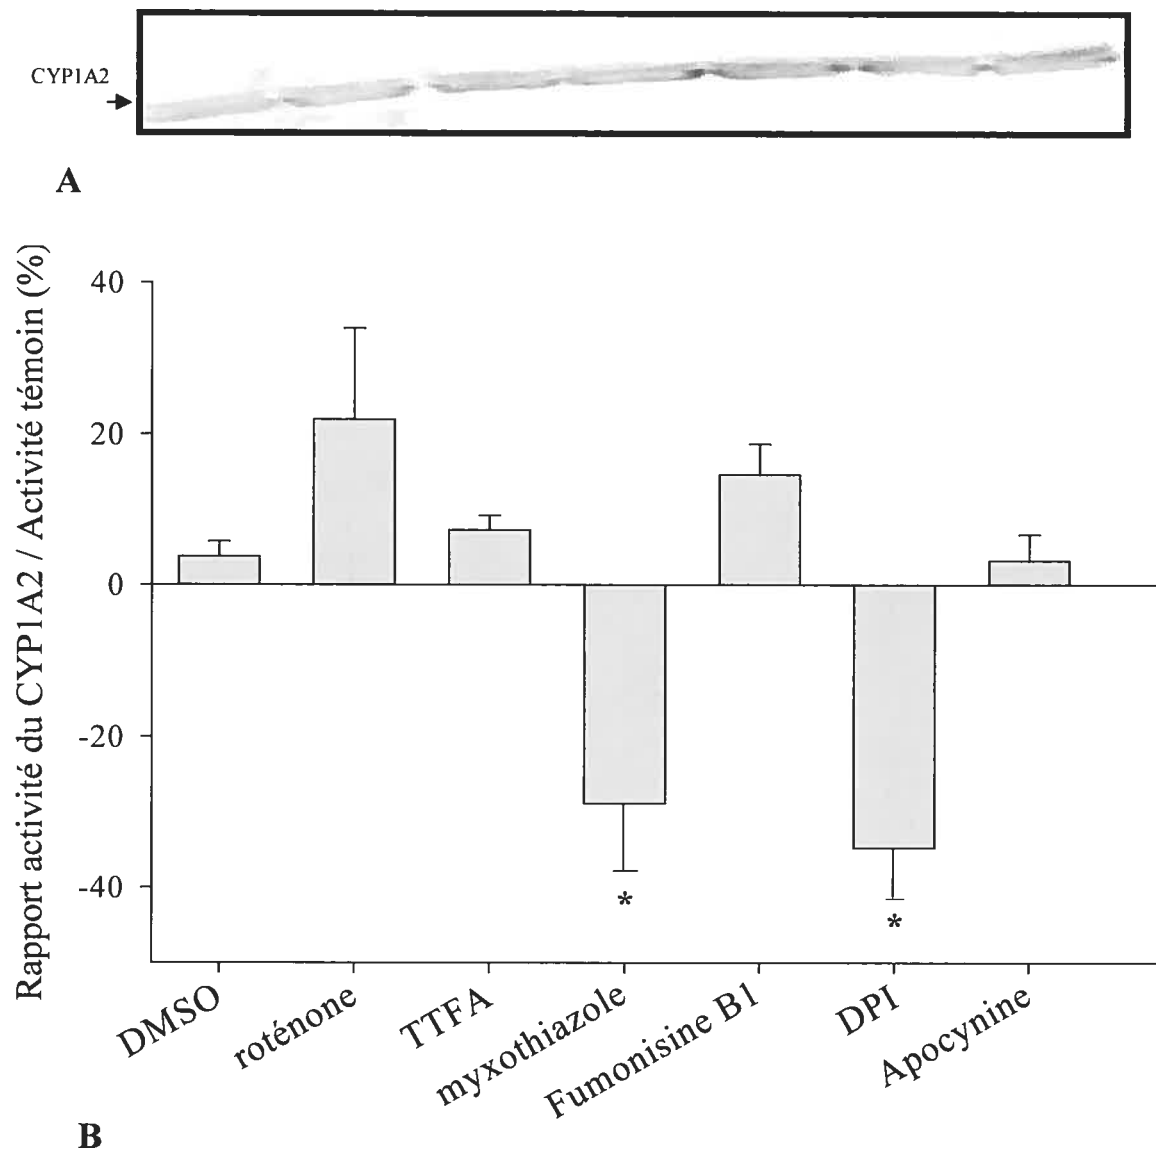 CYP1A2
A
Rapport activité du CYP1A2 / Activité témoin (%)
40
20
0
-20
-40
*
*
DMSO
roténone
TTFA
myxothiazole
Fumonisine B1
DPI
Apocynine
B